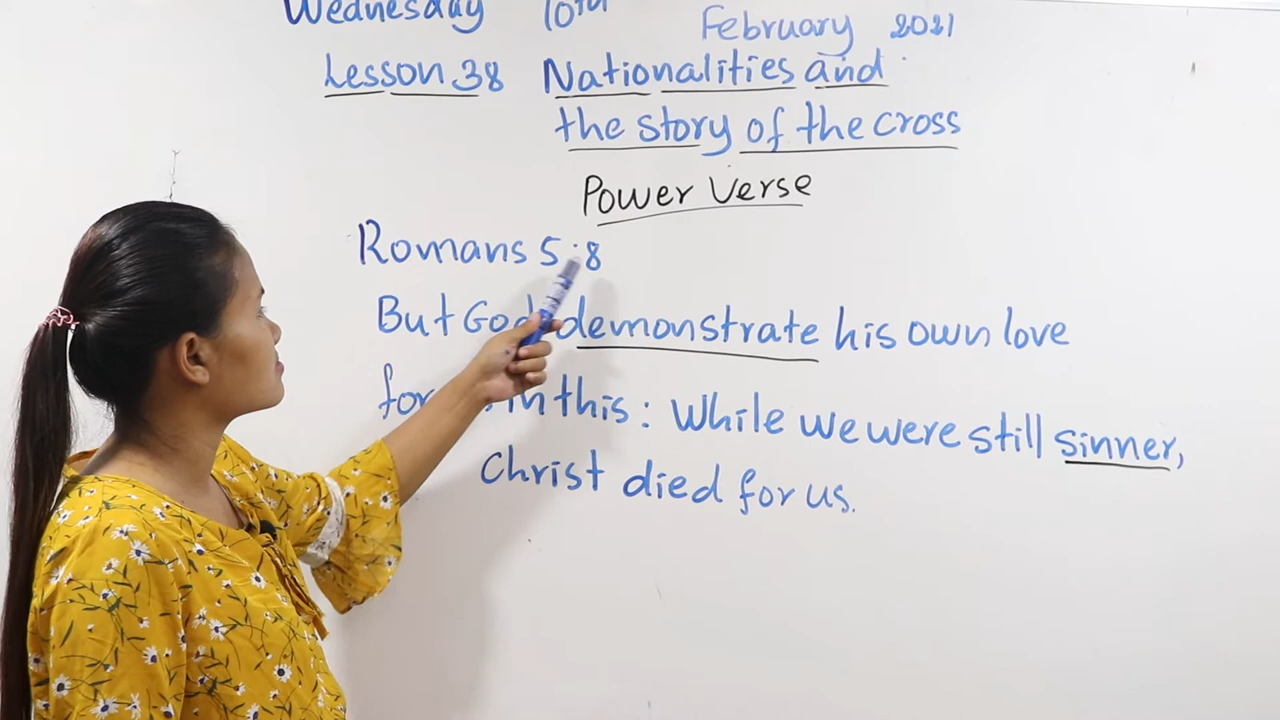 Wednesday 10th February 2021
Lesson 38 Nationalities and
the story of the cross
Power Verse
Romans 5:8
But God demonstrate his own love
for in this: While we were still sinner,
Christ died for us.